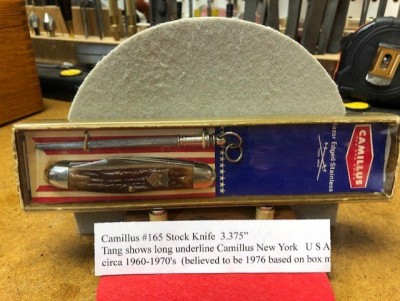 CAMILLUS
Razor Edged Stainless
Camillus #165 Stock Knife 3.375"
Tang shows long underline Camillus New York U S A
circa 1960-1970's (believed to be 1976 based on box m